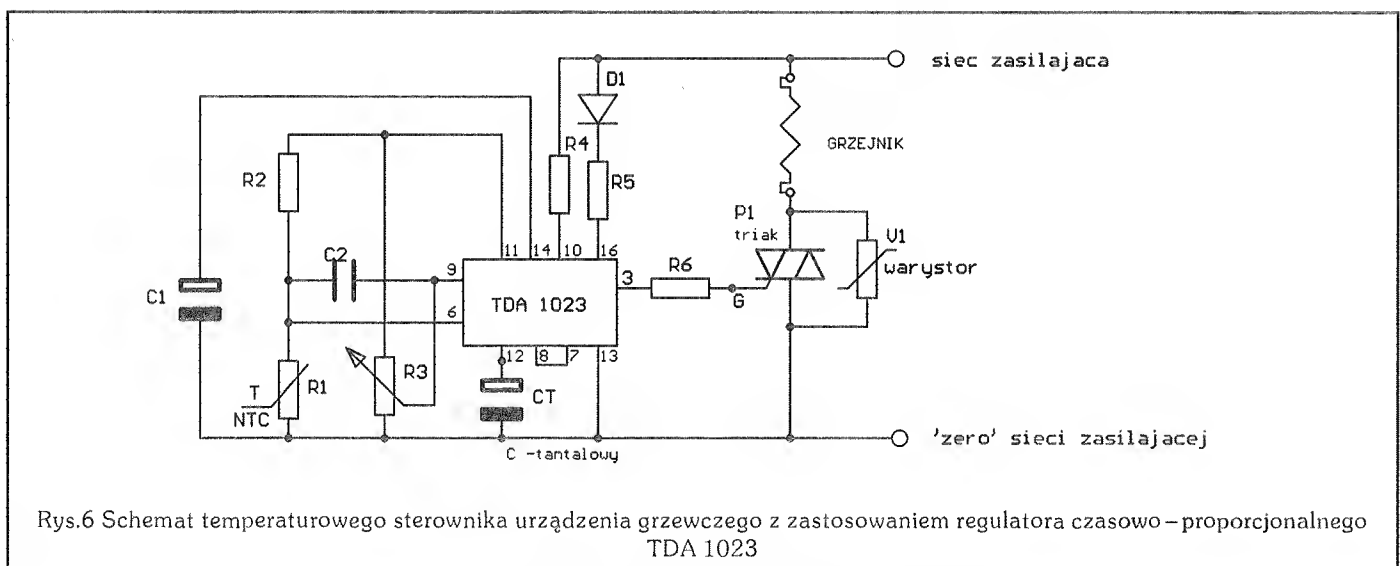 siec zasilajaca
D1
R4
GRZEJNIK
R2
R5
P1
triak
C2
11 14 10 16
V1
warystor
9
3
R6
C1
TDA 1023
G
6
12 8 7 13
T
R1
R3
CT
NTC
'zero' sieci zasilajacej
C -tantalowy
Rys.6 Schemat temperaturowego sterownika urządzenia grzewczego z zastosowaniem regulatora czasowo–proporcjonalnego
TDA 1023